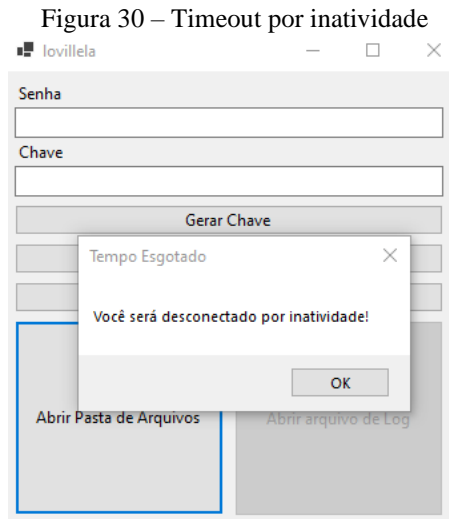 Figura 30 – Timeout por inatividade
lovillela
Senha
Chave
Gerar Chave
Tempo Esgotado
Você será desconectado por inatividade!
OK
Abrir Pasta de Arquivos
Abrir arquivo de Log